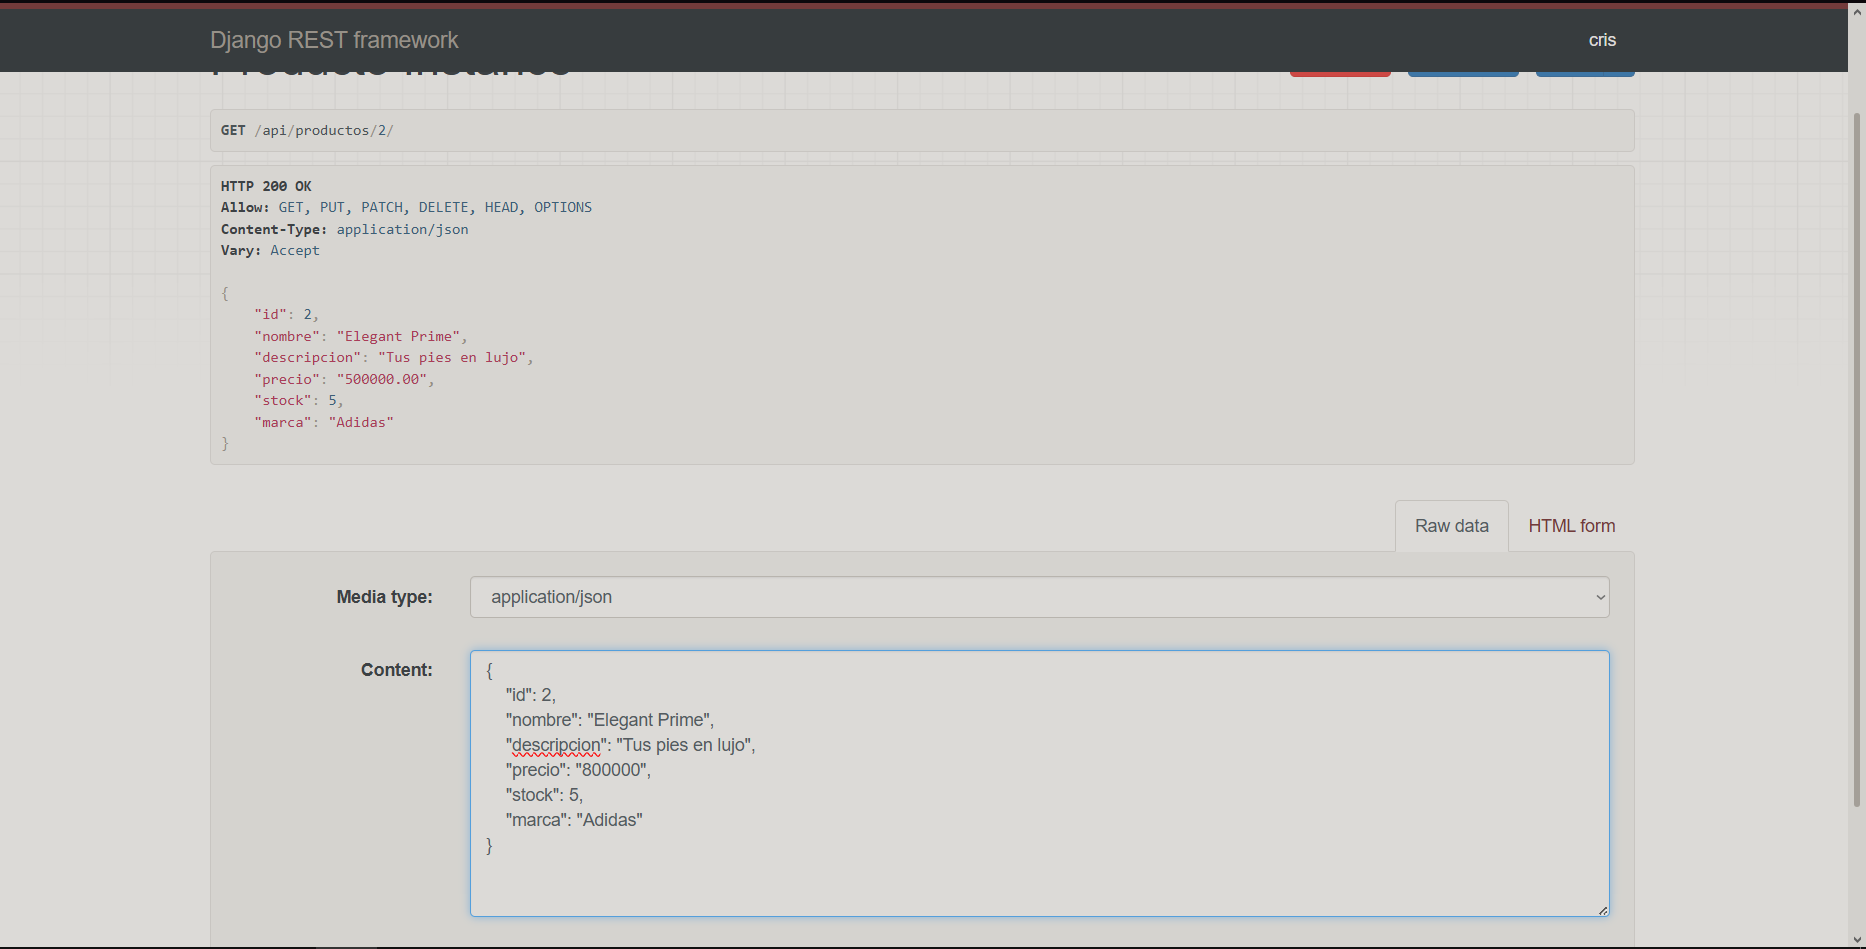 Django REST framework
cris
Producto Instance
GET /api/productos/2/
HTTP 200 OK
Allow: GET, PUT, PATCH, DELETE, HEAD, OPTIONS
Content-Type: application/json
Vary: Accept
{
    "id": 2,
    "nombre": "Elegant Prime",
    "descripcion": "Tus pies en lujo",
    "precio": "500000.00",
    "stock": 5,
    "marca": "Adidas"
}
Raw data
HTML form
Media type:
application/json
Content:
{
    "id": 2,
    "nombre": "Elegant Prime",
    "descripcion": "Tus pies en lujo",
    "precio": "800000",
    "stock": 5,
    "marca": "Adidas"
}